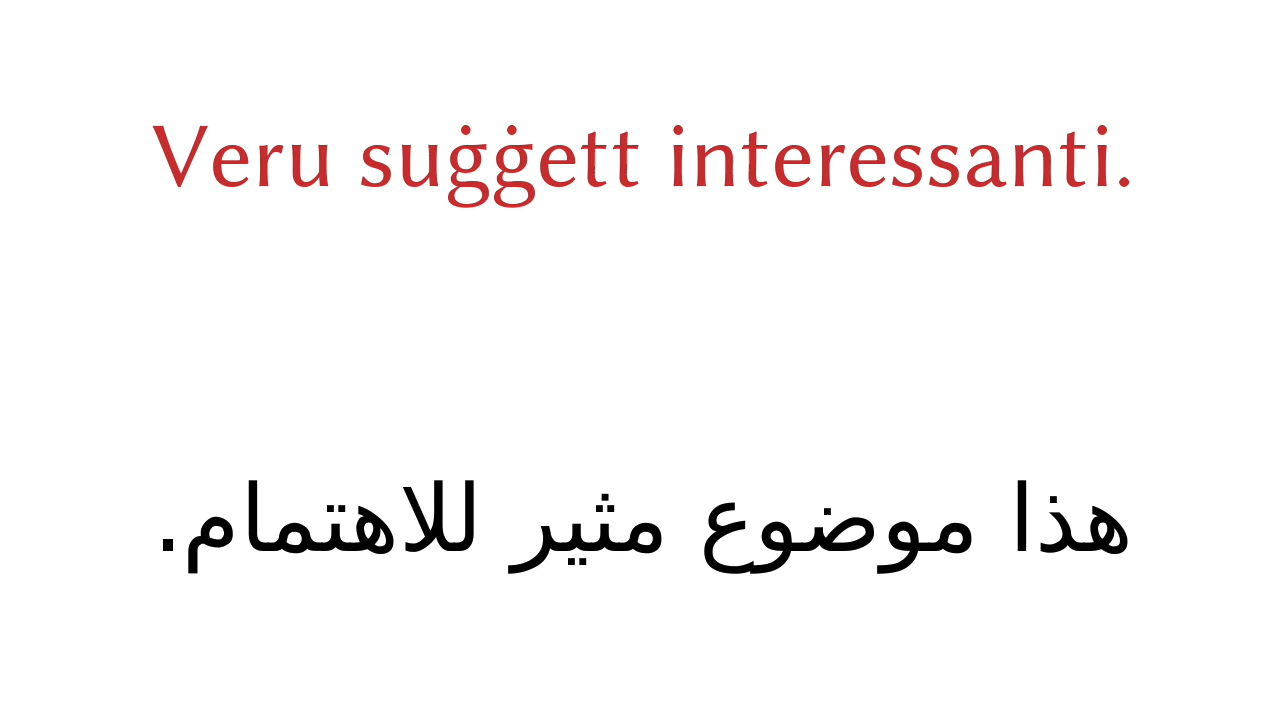 Veru suġġett interessanti.
هذا موضوع مثير للاهتمام.